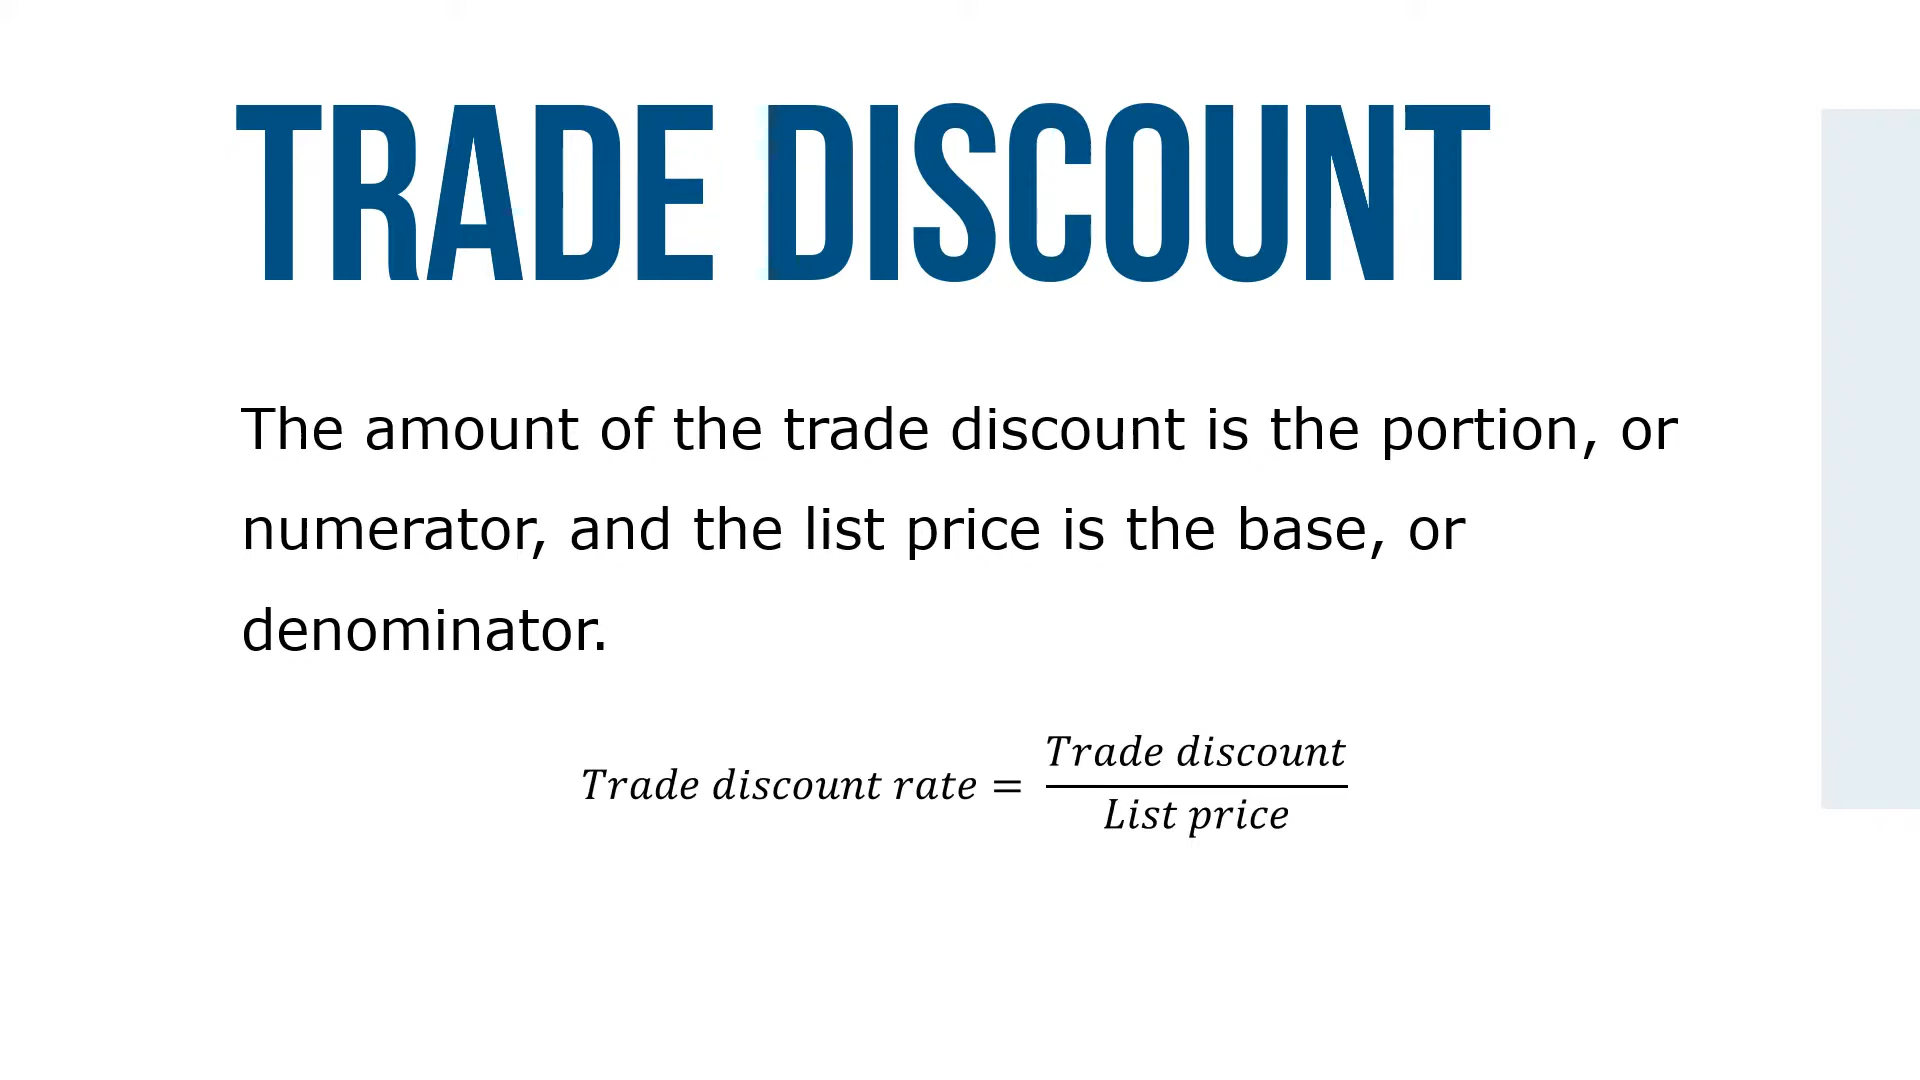 TRADE DISCOUNT
The amount of the trade discount is the portion, or
numerator, and the list price is the base, or
denominator.
Trade discount rate = Trade discount / List price